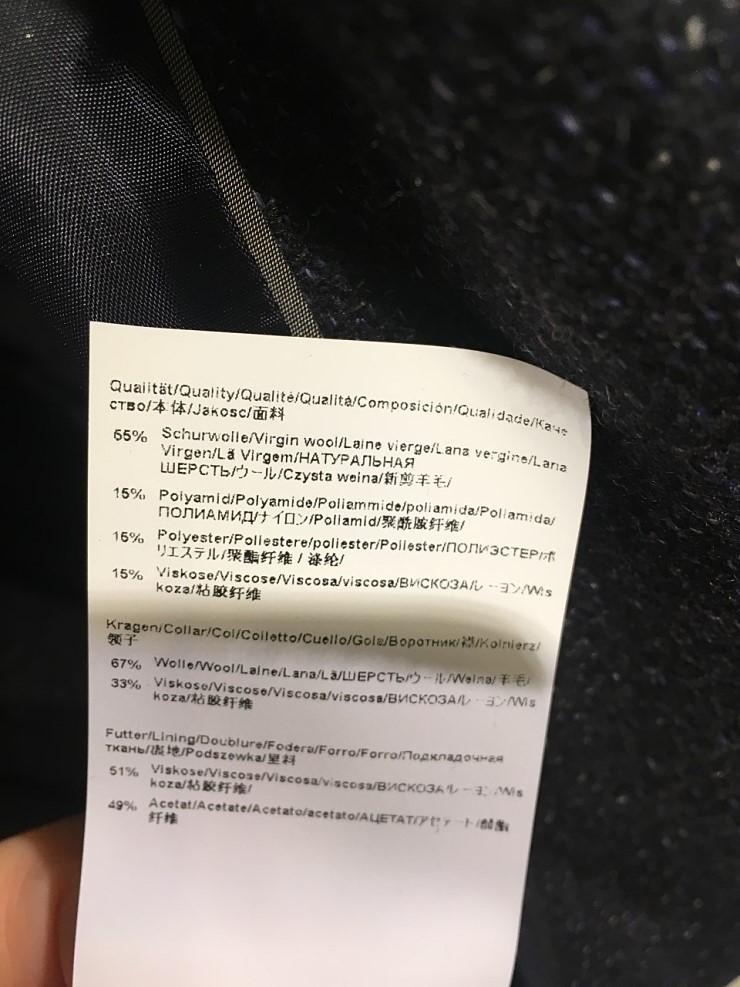 Qualität/Quality/Qualité/Qualità/Composición/Qualidade/Каче
ство/本体/Jakosc/面料
55% Schurwolle/Virgin wool/Laine vierge/Lana vergine/Lana
Virgen/Lã Virgem/НАТУРАЛЬНАЯ
ШЕРСТЬ/ウール/Czysta welna/新剪羊毛/
15% Polyamid/Polyamide/Poliammide/poliamida/Poliamida/
ПОЛИАМИД/ナイロン/Poliamid/聚酰胺纤维/
15% Polyester/Poliestere/poliester/Poliester/ПОЛИЭСТЕР/ポ
リエステル/聚酯纤维 / 涤纶/
15% Viskose/Viscose/Viscosa/viscosa/ВИСКОЗА/レーヨン/Wis
koza/粘胶纤维
Kragen/Collar/Col/Colletto/Cuello/Gola/Воротник/襟/Kolnierz/
领子
67% Wolle/Wool/Laine/Lana/Lã/ШЕРСТЬ/ウール/Welna/羊毛/
33% Viskose/Viscose/Viscosa/viscosa/ВИСКОЗА/レーヨン/Wis
koza/粘胶纤维
Futter/Lining/Doublure/Fodera/Forro/Forro/Подкладочная
ткань/裏地/Podszewka/里料
51% Viskose/Viscose/Viscosa/viscosa/ВИСКОЗА/レーヨン/Wis
koza/粘胶纤维/
49% Acetat/Acetate/Acetato/acetato/АЦЕТАТ/アセテート/醋酯
纤维